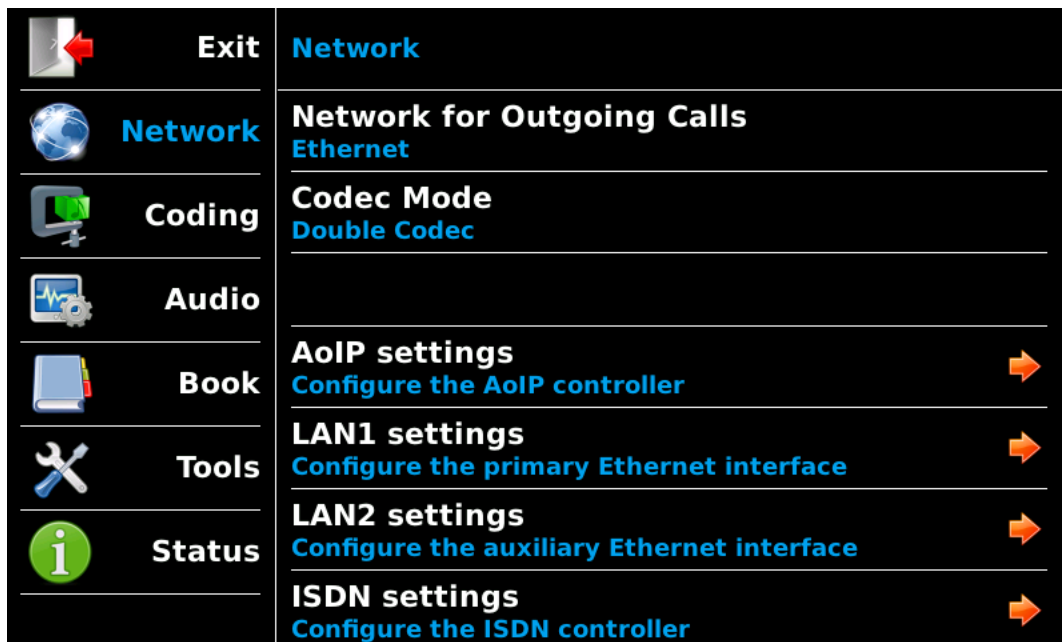 Exit
Network
Coding
Audio
Book
Tools
Status
Network
Network for Outgoing Calls
Ethernet
Codec Mode
Double Codec
AoIP settings
Configure the AoIP controller
LAN1 settings
Configure the primary Ethernet interface
LAN2 settings
Configure the auxiliary Ethernet interface
ISDN settings
Configure the ISDN controller